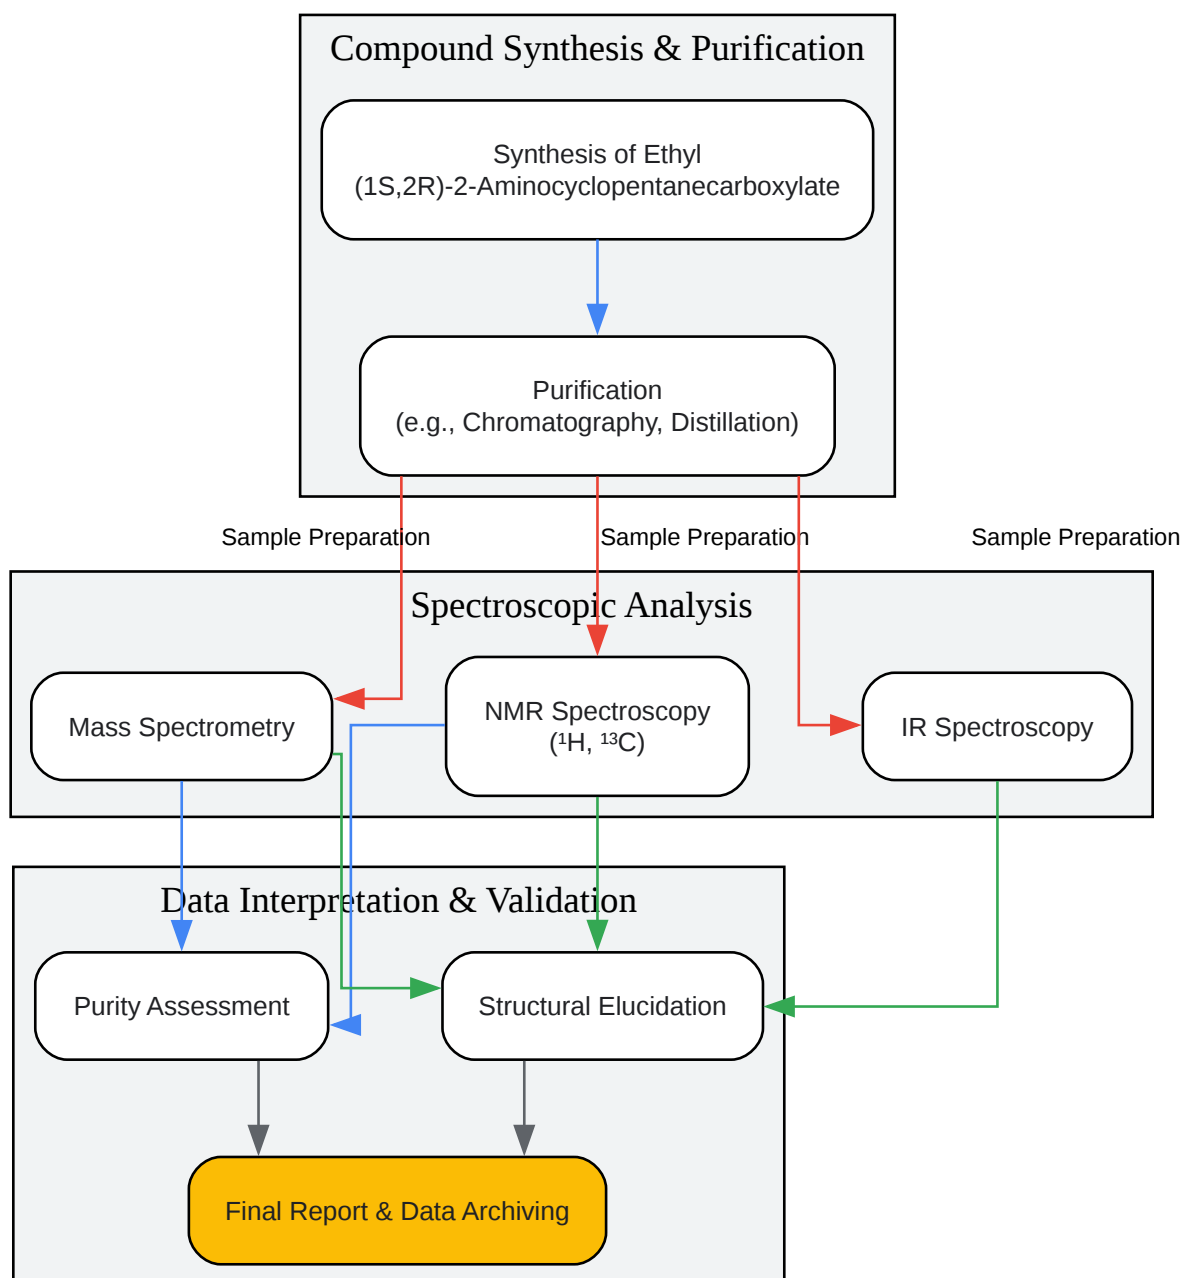 Compound Synthesis & Purification
Synthesis of Ethyl
(1S,2R)-2-Aminocyclopentanecarboxylate
Purification
(e.g., Chromatography, Distillation)
Sample Preparation
Sample Preparation
Sample Preparation
Spectroscopic Analysis
Mass Spectrometry
NMR Spectroscopy
(¹H, ¹³C)
IR Spectroscopy
Data Interpretation & Validation
Purity Assessment
Structural Elucidation
Final Report & Data Archiving